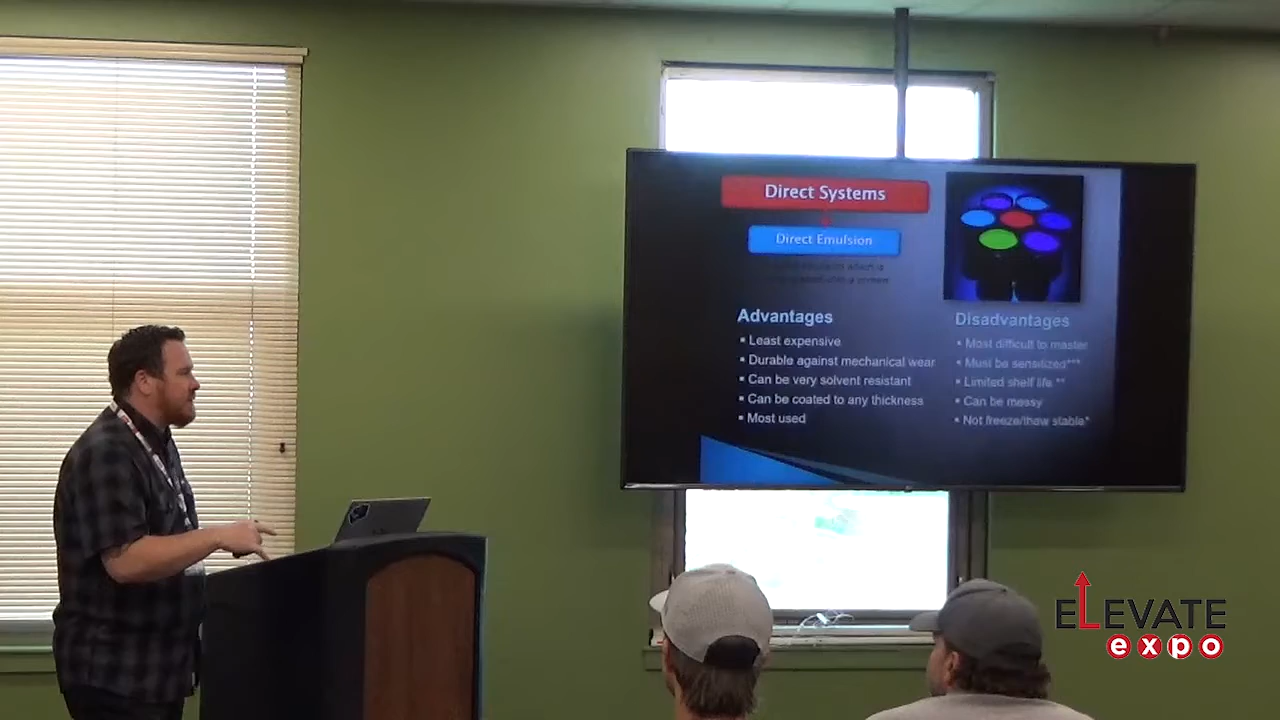 Direct Systems
Direct Emulsion
Advantages
▪ Least expensive
▪ Durable against mechanical wear
▪ Can be very solvent resistant
▪ Can be coated to any thickness
▪ Most used
Disadvantages
▪ Most difficult to master
▪ Must be sensitized***
▪ Limited shelf life **
▪ Can be messy
▪ Not freeze/thaw stable*
ELEVATE
expo